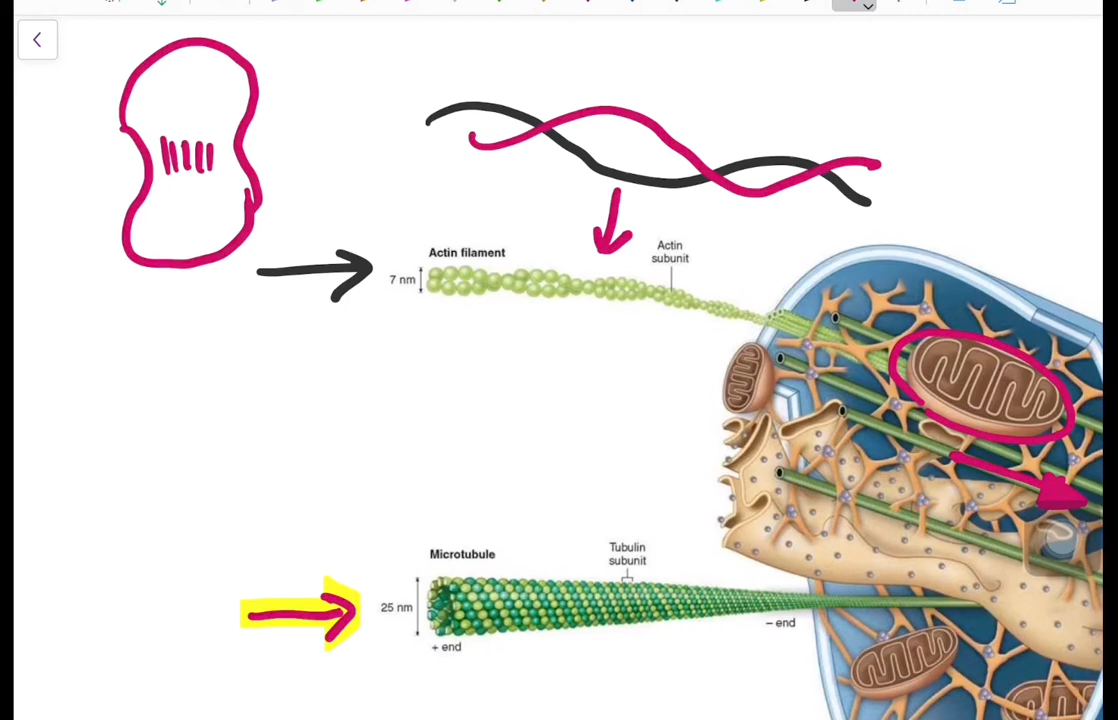 Actin filament
Actin
subunit
7 nm
Microtubule
Tubulin
subunit
25 nm
– end
+ end